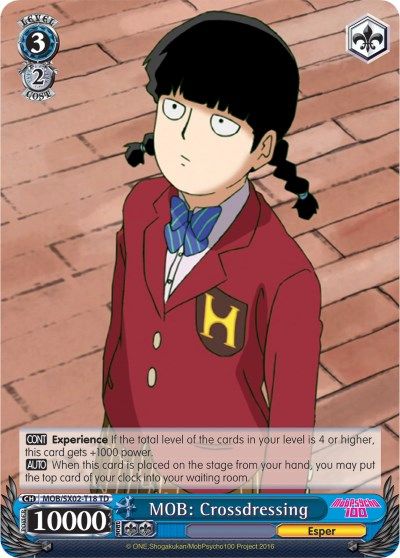 LEVEL
3
2
COST
H
CONT Experience If the total level of the cards in your level is 4 or higher,
this card gets +1000 power.
AUTO When this card is placed on the stage from your hand, you may put
the top card of your clock into your waiting room.
CH MOB/SX02-118 TD
POWER 10000
MOB: Crossdressing
MobPsycho 100
Esper
© ONE,Shogakukan/MobPsycho100 Project 2016